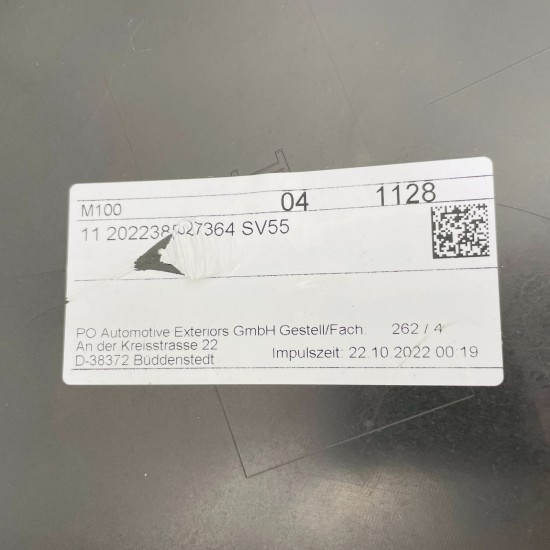 M100 04 1128
11 SV55
PO Automotive Exteriors GmbH Gestell/Fach 262 / 4
An der Kreisstrasse 22
D-38372 Büddenstedt Impulszeit: 22.10.2022 00:19